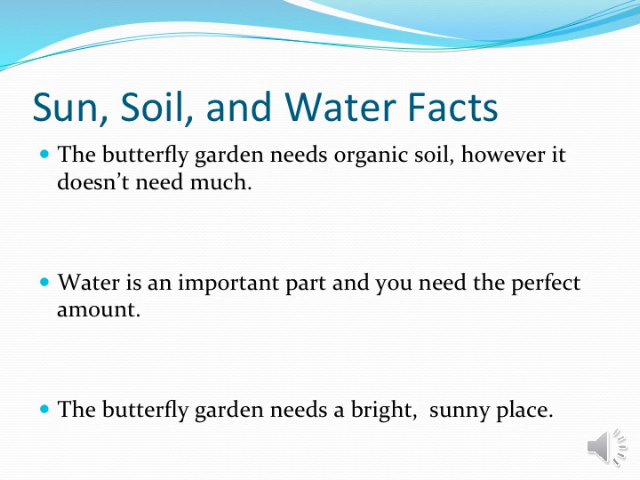 Sun, Soil, and Water Facts
• The butterfly garden needs organic soil, however it
doesn’t need much.
• Water is an important part and you need the perfect
amount.
• The butterfly garden needs a bright,  sunny place.